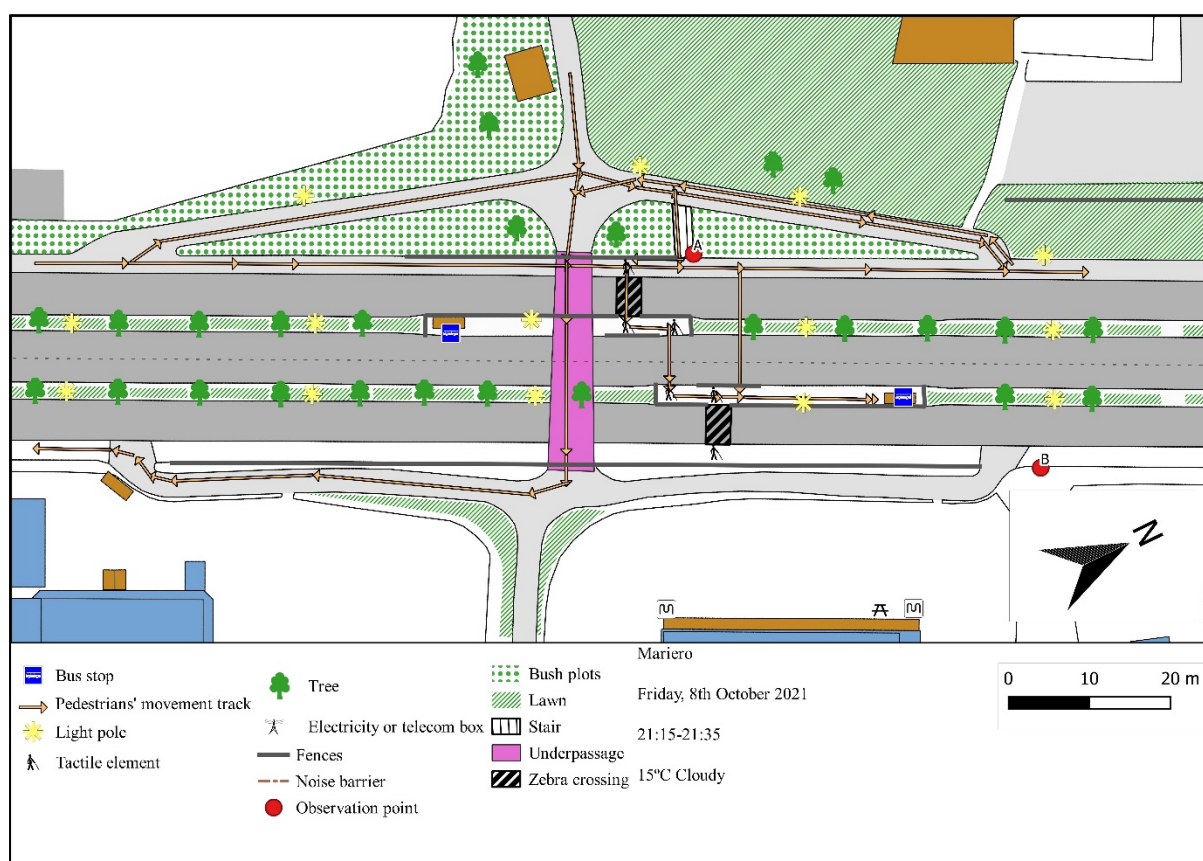 A
B
N
Bus stop
Pedestrians' movement track
Light pole
Tactile element
Tree
Electricity or telecom box
Fences
Noise barrier
Observation point
Bush plots
Lawn
Stair
Underpassage
Zebra crossing
Mariero
Friday, 8th October 2021
21:15-21:35
15ºC Cloudy
0 10 20 m